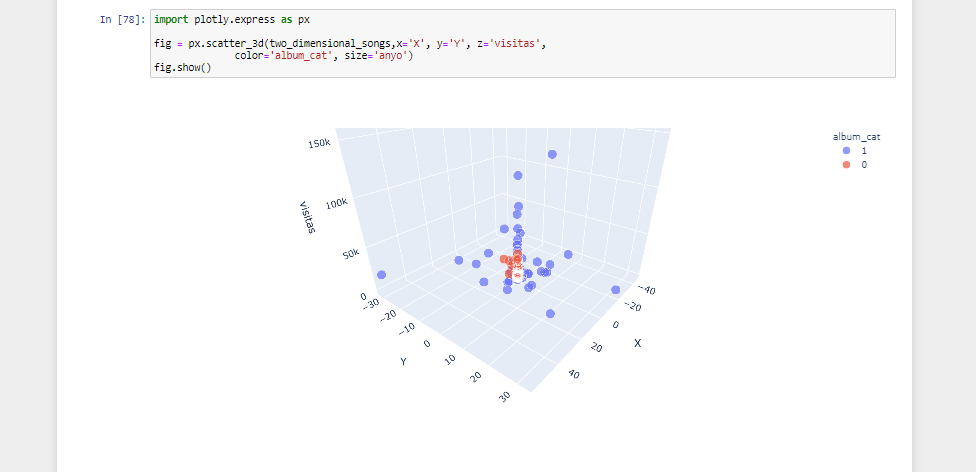 In [78]: import plotly.express as px
fig = px.scatter_3d(two_dimensional_songs,x='X', y='Y', z='visitas',
color='album_cat', size='anyo')
fig.show()
album_cat
1
0
150k
100k
50k
0
visitas
−30
−20
−10
0
10
20
30
Y
−40
−20
0
20
40
X